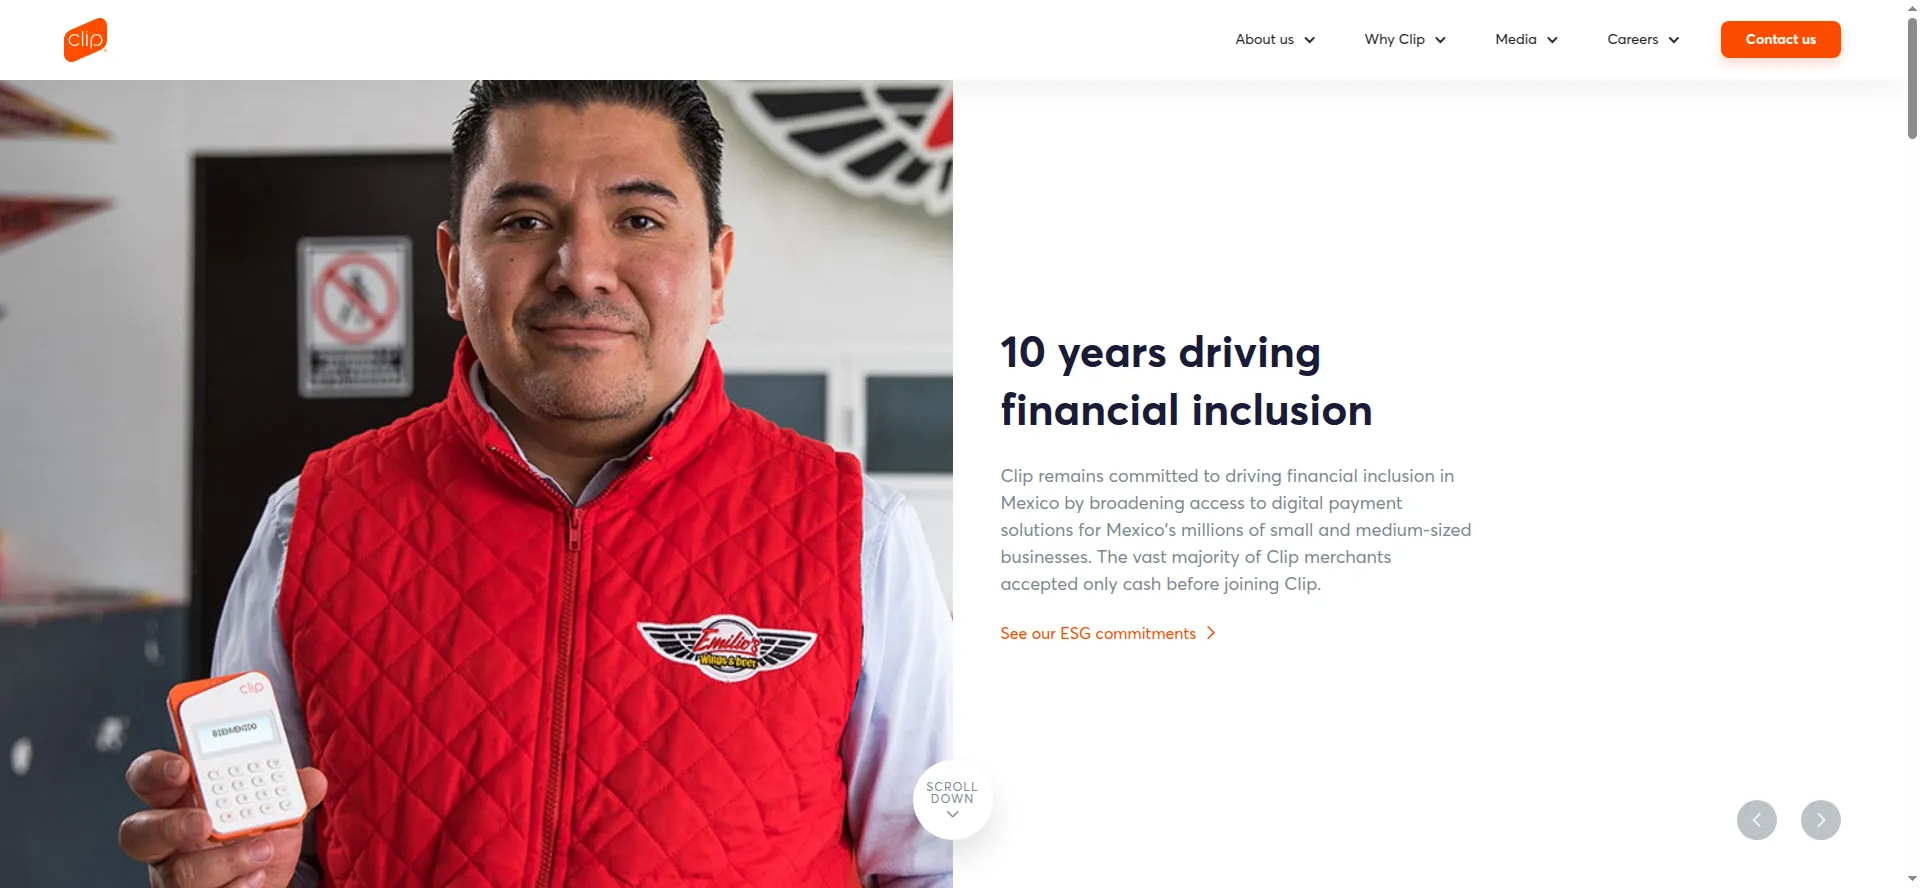 clip
About us
Why Clip
Media
Careers
Contact us
10 years driving
financial inclusion
Clip remains committed to driving financial inclusion in
Mexico by broadening access to digital payment
solutions for Mexico's millions of small and medium-sized
businesses. The vast majority of Clip merchants
accepted only cash before joining Clip.
See our ESG commitments
Emilio's
Wings & Beer
clip
BIENVENIDO
SCROLL
DOWN